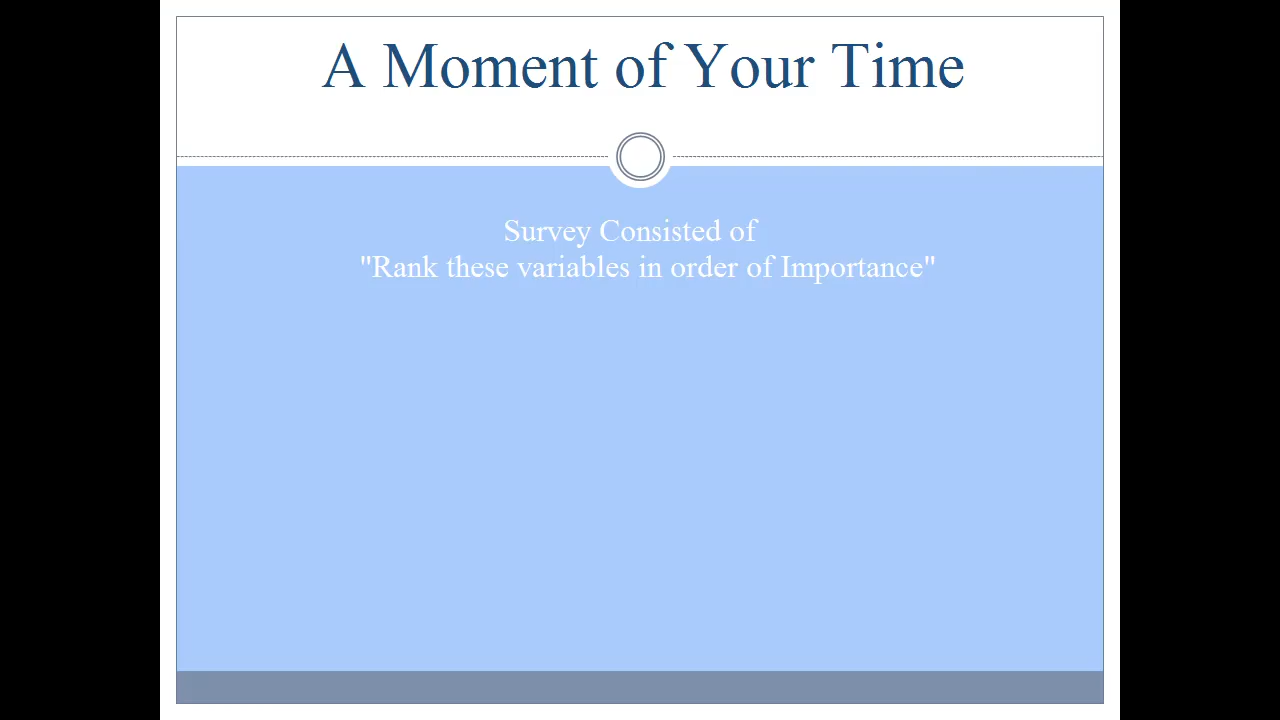 A Moment of Your Time
Survey Consisted of
"Rank these variables in order of Importance"